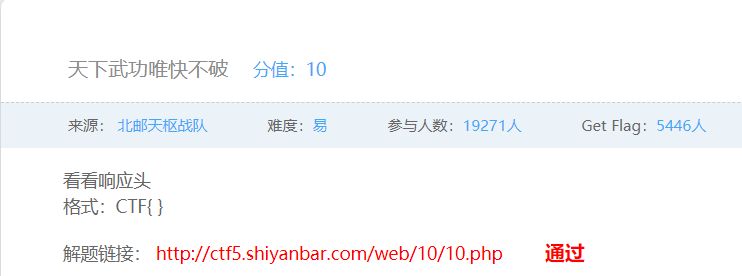 天下武功唯快不破 分值：10
来源： 北邮天枢战队 难度：易 参与人数：19271人 Get Flag：5446人
看看响应头
格式：CTF{ }
解题链接： http://ctf5.shiyanbar.com/web/10/10.php 通过